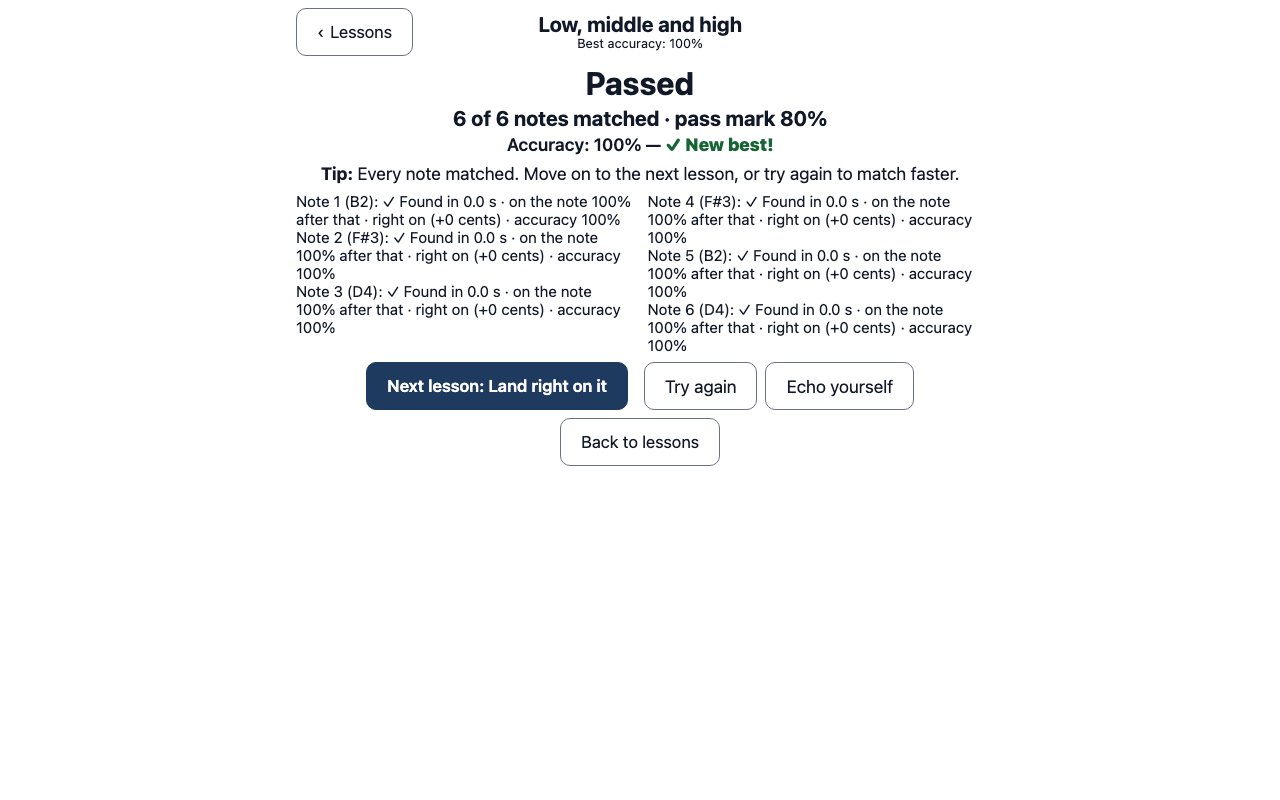 ‹ Lessons
Low, middle and high
Best accuracy: 100%
Passed
6 of 6 notes matched · pass mark 80%
Accuracy: 100% — ✓ New best!
Tip: Every note matched. Move on to the next lesson, or try again to match faster.
Note 1 (B2): ✓ Found in 0.0 s · on the note 100%
after that · right on (+0 cents) · accuracy 100%
Note 2 (F#3): ✓ Found in 0.0 s · on the note
100% after that · right on (+0 cents) · accuracy
100%
Note 3 (D4): ✓ Found in 0.0 s · on the note
100% after that · right on (+0 cents) · accuracy
100%
Note 4 (F#3): ✓ Found in 0.0 s · on the note
100% after that · right on (+0 cents) · accuracy
100%
Note 5 (B2): ✓ Found in 0.0 s · on the note
100% after that · right on (+0 cents) · accuracy
100%
Note 6 (D4): ✓ Found in 0.0 s · on the note
100% after that · right on (+0 cents) · accuracy
100%
Next lesson: Land right on it
Try again
Echo yourself
Back to lessons